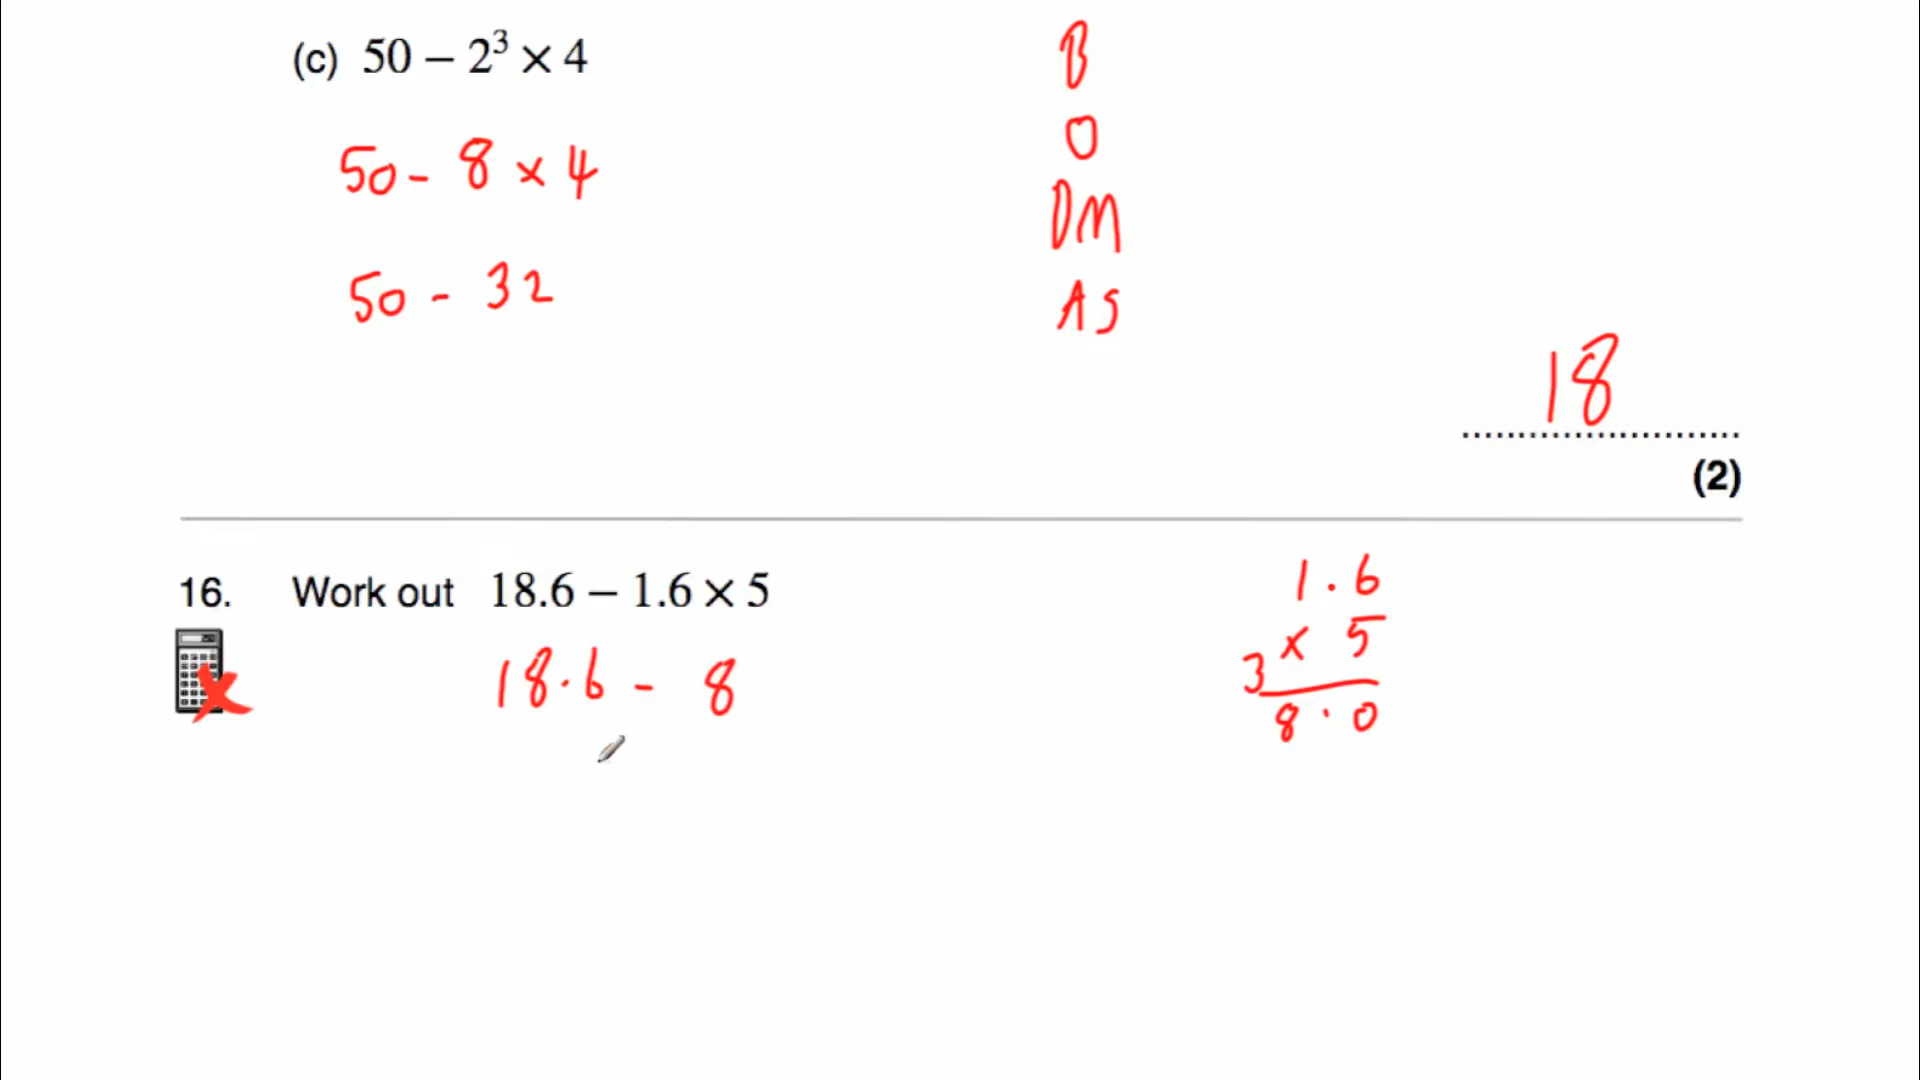 (c) 50 − 2³ × 4
B
O
50 - 8 × 4
DM
50 - 32
AS
18
(2)
16. Work out 18.6 − 1.6 × 5
1.6
× 5
3
8.0
18.6 - 8